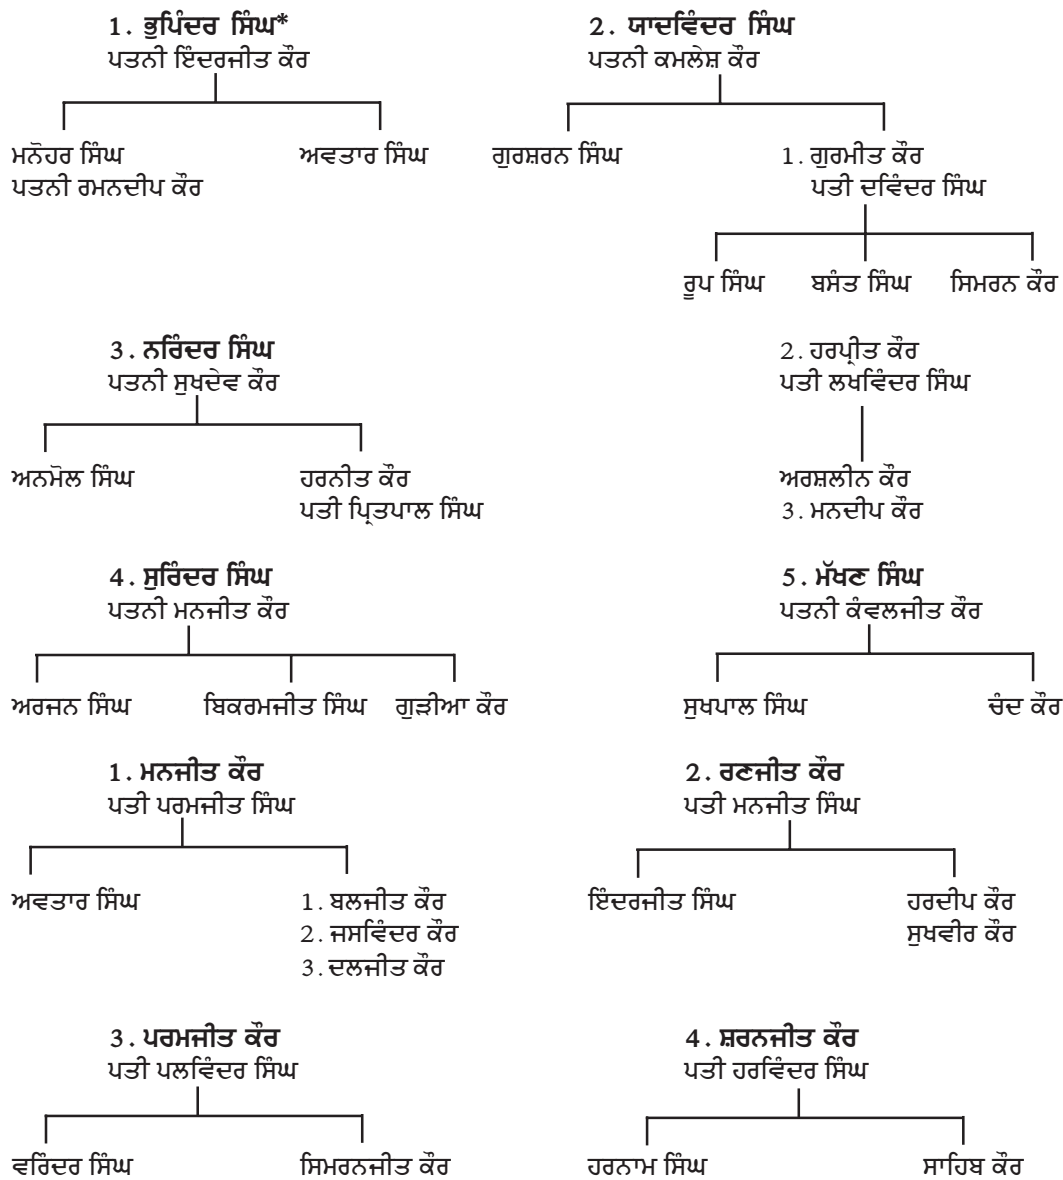 1. ਭੁਪਿੰਦਰ ਸਿੰਘ*
ਪਤਨੀ ਇੰਦਰਜੀਤ ਕੌਰ
ਮਨੋਹਰ ਸਿੰਘ
ਪਤਨੀ ਰਮਨਦੀਪ ਕੌਰ
ਅਵਤਾਰ ਸਿੰਘ
2. ਯਾਦਵਿੰਦਰ ਸਿੰਘ
ਪਤਨੀ ਕਮਲੇਸ਼ ਕੌਰ
ਗੁਰਸ਼ਰਨ ਸਿੰਘ
1. ਗੁਰਮੀਤ ਕੌਰ
ਪਤੀ ਦਵਿੰਦਰ ਸਿੰਘ
ਰੂਪ ਸਿੰਘ
ਬਸੰਤ ਸਿੰਘ
ਸਿਮਰਨ ਕੌਰ
2. ਹਰਪ੍ਰੀਤ ਕੌਰ
ਪਤੀ ਲਖਵਿੰਦਰ ਸਿੰਘ
ਅਰਸ਼ਲੀਨ ਕੌਰ
3. ਮਨਦੀਪ ਕੌਰ
3. ਨਰਿੰਦਰ ਸਿੰਘ
ਪਤਨੀ ਸੁਖਦੇਵ ਕੌਰ
ਅਨਮੋਲ ਸਿੰਘ
ਹਰਨੀਤ ਕੌਰ
ਪਤੀ ਪ੍ਰਿਤਪਾਲ ਸਿੰਘ
4. ਸੁਰਿੰਦਰ ਸਿੰਘ
ਪਤਨੀ ਮਨਜੀਤ ਕੌਰ
ਅਰਜਨ ਸਿੰਘ
ਬਿਕਰਮਜੀਤ ਸਿੰਘ
ਗੁੜੀਆ ਕੌਰ
5. ਮੱਖਣ ਸਿੰਘ
ਪਤਨੀ ਕੰਵਲਜੀਤ ਕੌਰ
ਸੁਖਪਾਲ ਸਿੰਘ
ਚੰਦ ਕੌਰ
1. ਮਨਜੀਤ ਕੌਰ
ਪਤੀ ਪਰਮਜੀਤ ਸਿੰਘ
ਅਵਤਾਰ ਸਿੰਘ
1. ਬਲਜੀਤ ਕੌਰ
2. ਜਸਵਿੰਦਰ ਕੌਰ
3. ਦਲਜੀਤ ਕੌਰ
2. ਰਣਜੀਤ ਕੌਰ
ਪਤੀ ਮਨਜੀਤ ਸਿੰਘ
ਇੰਦਰਜੀਤ ਸਿੰਘ
ਹਰਦੀਪ ਕੌਰ
ਸੁਖਵੀਰ ਕੌਰ
3. ਪਰਮਜੀਤ ਕੌਰ
ਪਤੀ ਪਲਵਿੰਦਰ ਸਿੰਘ
ਵਰਿੰਦਰ ਸਿੰਘ
ਸਿਮਰਨਜੀਤ ਕੌਰ
4. ਸ਼ਰਨਜੀਤ ਕੌਰ
ਪਤੀ ਹਰਵਿੰਦਰ ਸਿੰਘ
ਹਰਨਾਮ ਸਿੰਘ
ਸਾਹਿਬ ਕੌਰ